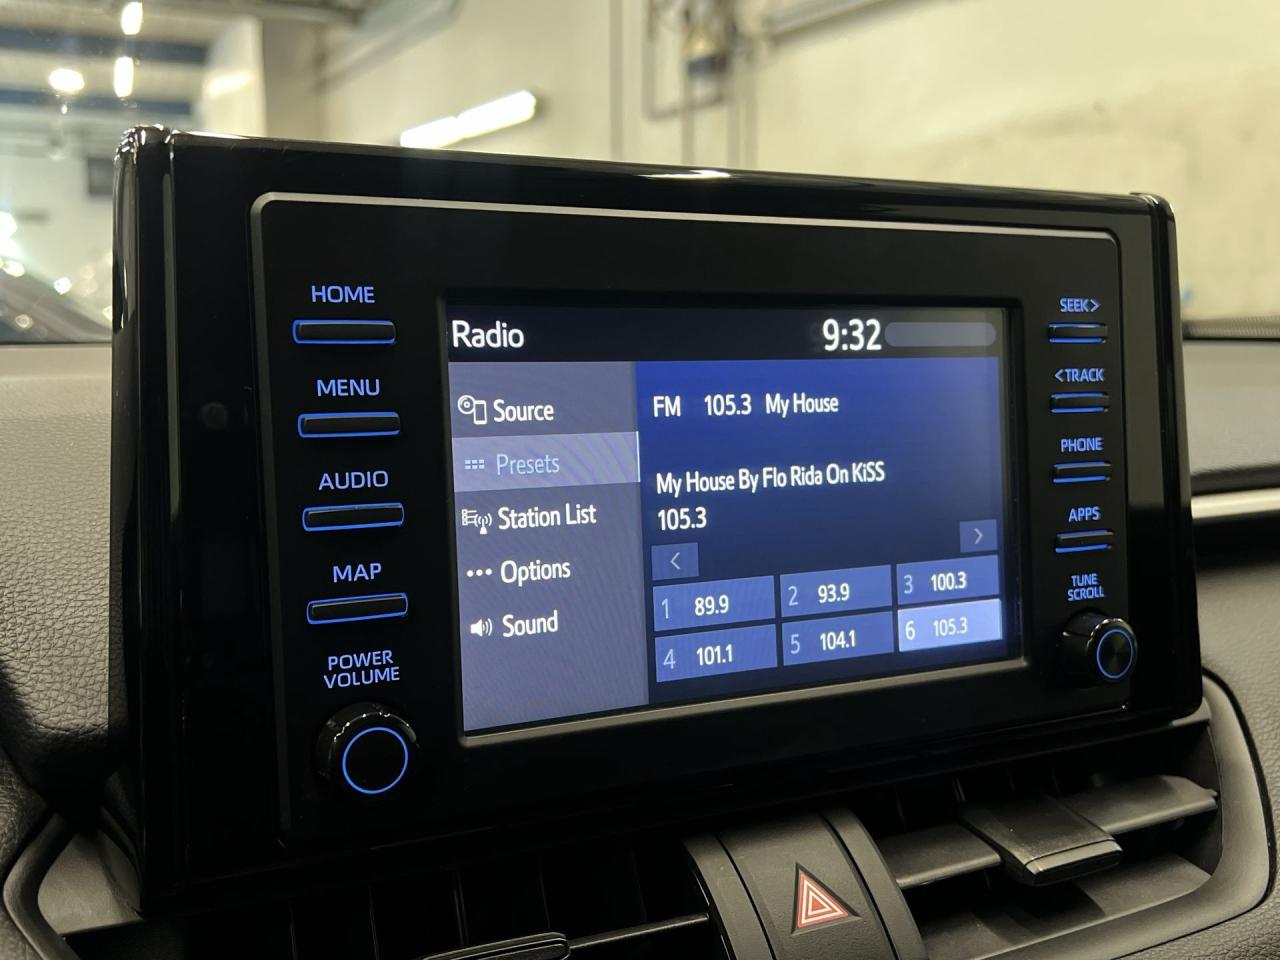 HOME
MENU
AUDIO
MAP
POWER
VOLUME
Radio
9:32
Source
Presets
Station List
Options
Sound
FM 105.3 My House
My House By Flo Rida On KiSS
105.3
<
>
1 89.9
2 93.9
3 100.3
4 101.1
5 104.1
6 105.3
SEEK>
<TRACK
PHONE
APPS
TUNE
SCROLL